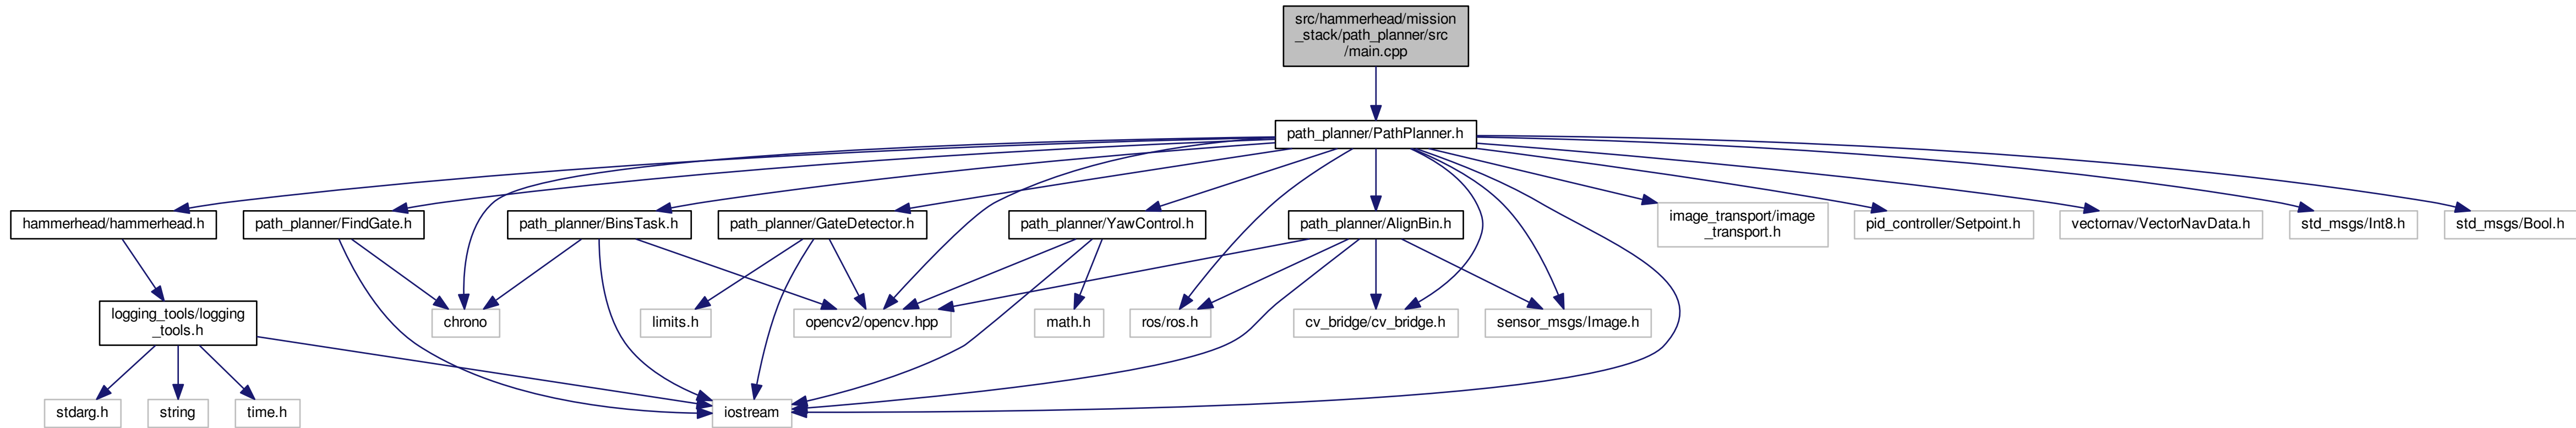 src/hammerhead/mission
_stack/path_planner/src
/main.cpp
path_planner/PathPlanner.h
hammerhead/hammerhead.h
path_planner/FindGate.h
path_planner/BinsTask.h
path_planner/GateDetector.h
path_planner/YawControl.h
path_planner/AlignBin.h
image_transport/image
_transport.h
pid_controller/Setpoint.h
vectornav/VectorNavData.h
std_msgs/Int8.h
std_msgs/Bool.h
logging_tools/logging
_tools.h
chrono
limits.h
opencv2/opencv.hpp
math.h
ros/ros.h
cv_bridge/cv_bridge.h
sensor_msgs/Image.h
stdarg.h
string
time.h
iostream